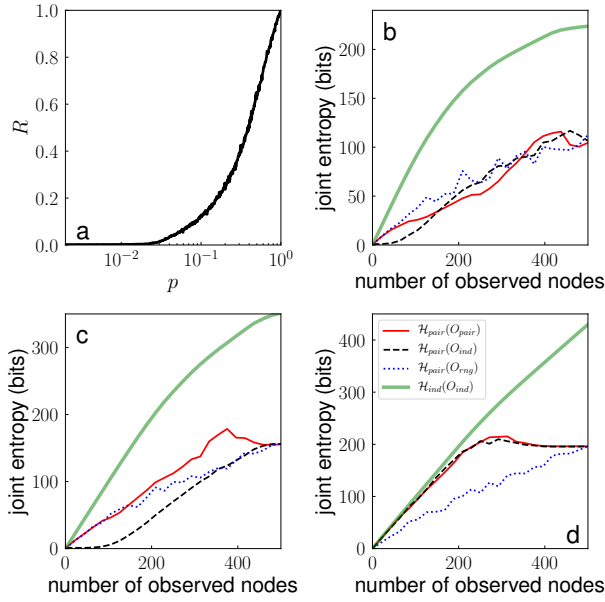 1.0
0.8
0.6
0.4
0.2
0.0
R
a
10⁻²
10⁻¹
10⁰
p
b
200
150
100
50
0
joint entropy (bits)
0
200
400
number of observed nodes
c
300
200
100
0
joint entropy (bits)
0
200
400
number of observed nodes
400
300
200
100
0
joint entropy (bits)
ℋ_pair(O_pair)
ℋ_pair(O_ind)
ℋ_pair(O_rng)
ℋ_ind(O_ind)
d
0
200
400
number of observed nodes